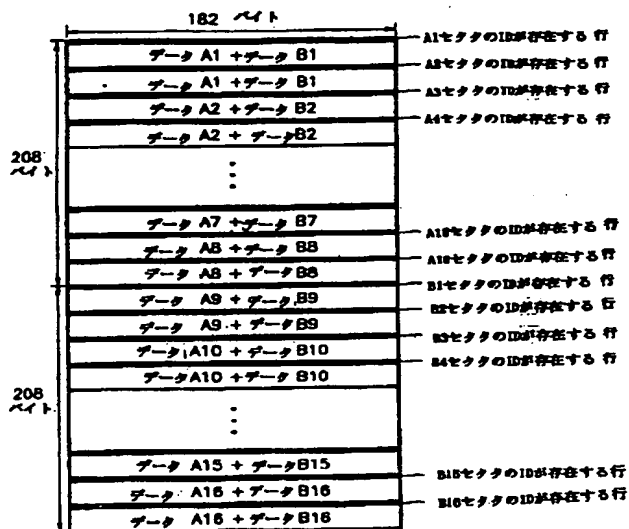 182 バイト
A1セクタのIDが存在する 行
データ A1 + データ B1
A2セクタのIDが存在する 行
データ A1 + データ B1
A3セクタのIDが存在する 行
データ A2 + データ B2
A4セクタのIDが存在する 行
データ A2 + データ B2
208
バイト
データ A7 + データ B7
A15セクタのIDが存在する 行
データ A8 + データ B8
A16セクタのIDが存在する 行
データ A8 + データ B8
B1セクタのIDが存在する 行
データ A9 + データ B9
B2セクタのIDが存在する 行
データ A9 + データ B9
B3セクタのIDが存在する 行
データ A10 + データ B10
B4セクタのIDが存在する 行
データ A10 + データ B10
208
バイト
データ A15 + データ B15
B15セクタのIDが存在する行
データ A16 + データ B16
B16セクタのIDが存在する行
データ A16 + データ B16